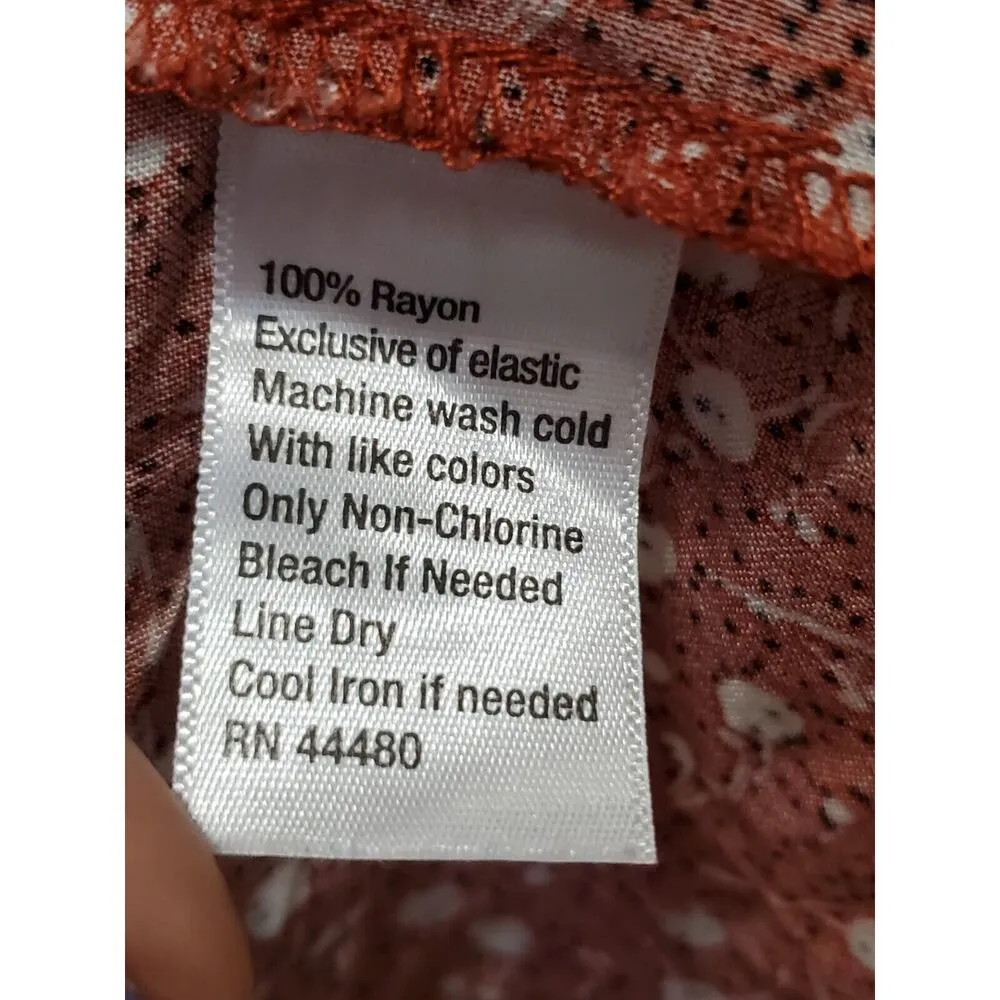 100% Rayon
Exclusive of elastic
Machine wash cold
With like colors
Only Non-Chlorine
Bleach If Needed
Line Dry
Cool Iron if needed
RN 44480